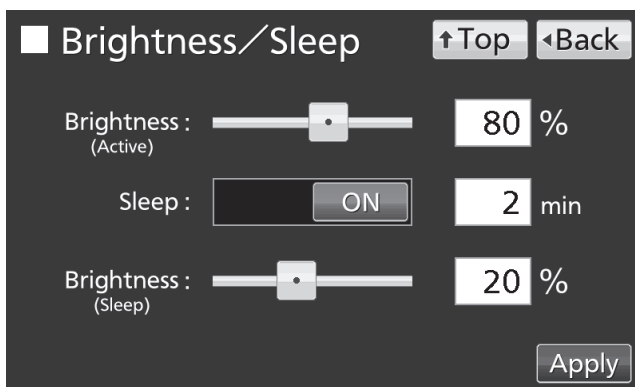 Brightness／Sleep
↑Top
◂Back
Brightness :
(Active)
80 %
Sleep :
ON
2 min
Brightness :
(Sleep)
20 %
Apply